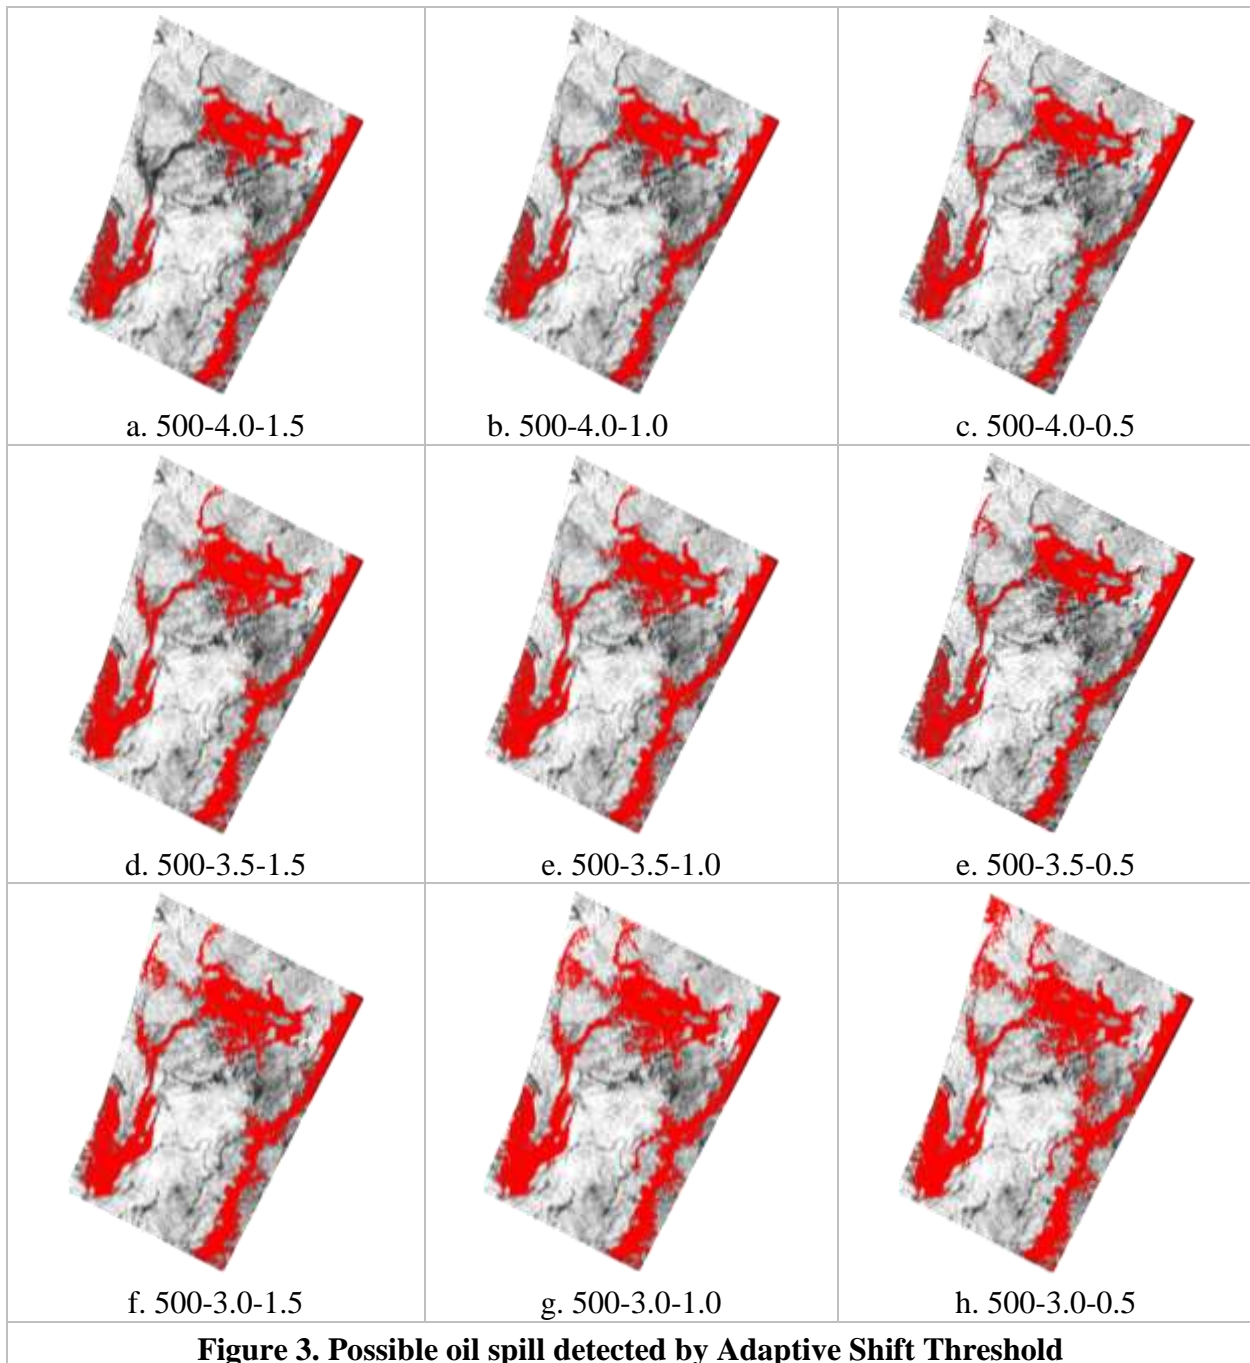 a. 500-4.0-1.5
b. 500-4.0-1.0
c. 500-4.0-0.5
d. 500-3.5-1.5
e. 500-3.5-1.0
e. 500-3.5-0.5
f. 500-3.0-1.5
g. 500-3.0-1.0
h. 500-3.0-0.5
Figure 3. Possible oil spill detected by Adaptive Shift Threshold